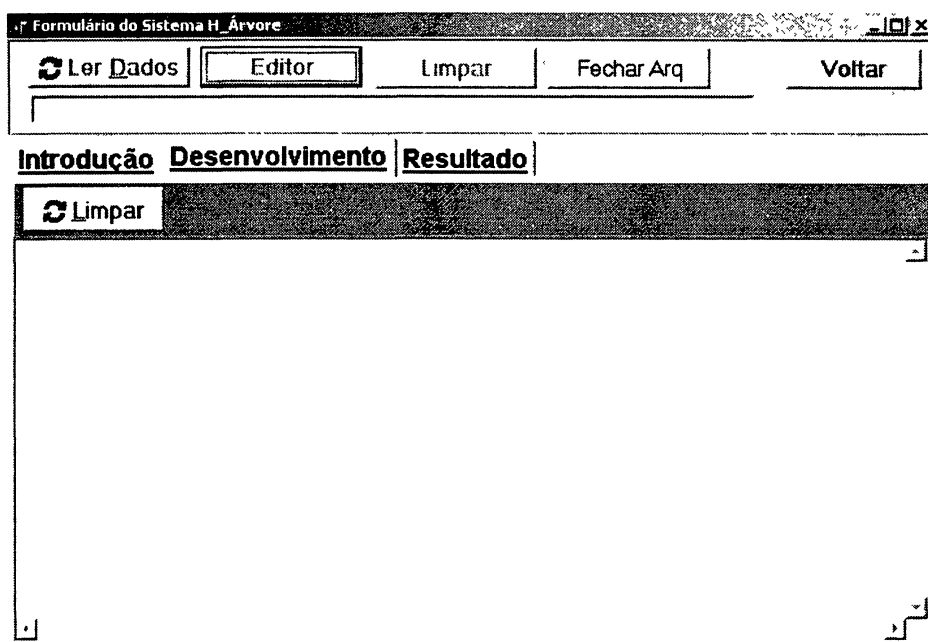 Formulário do Sistema H_Árvore
Ler Dados Editor Limpar Fechar Arq Voltar
Introdução Desenvolvimento Resultado
Limpar